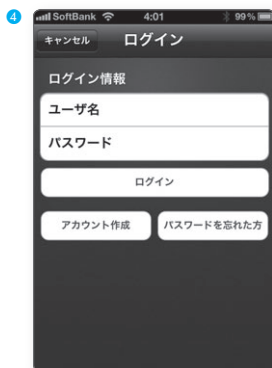 4
SoftBank 4:01 99%
キャンセル ログイン
ログイン情報
ユーザ名
パスワード
ログイン
アカウント作成 パスワードを忘れた方